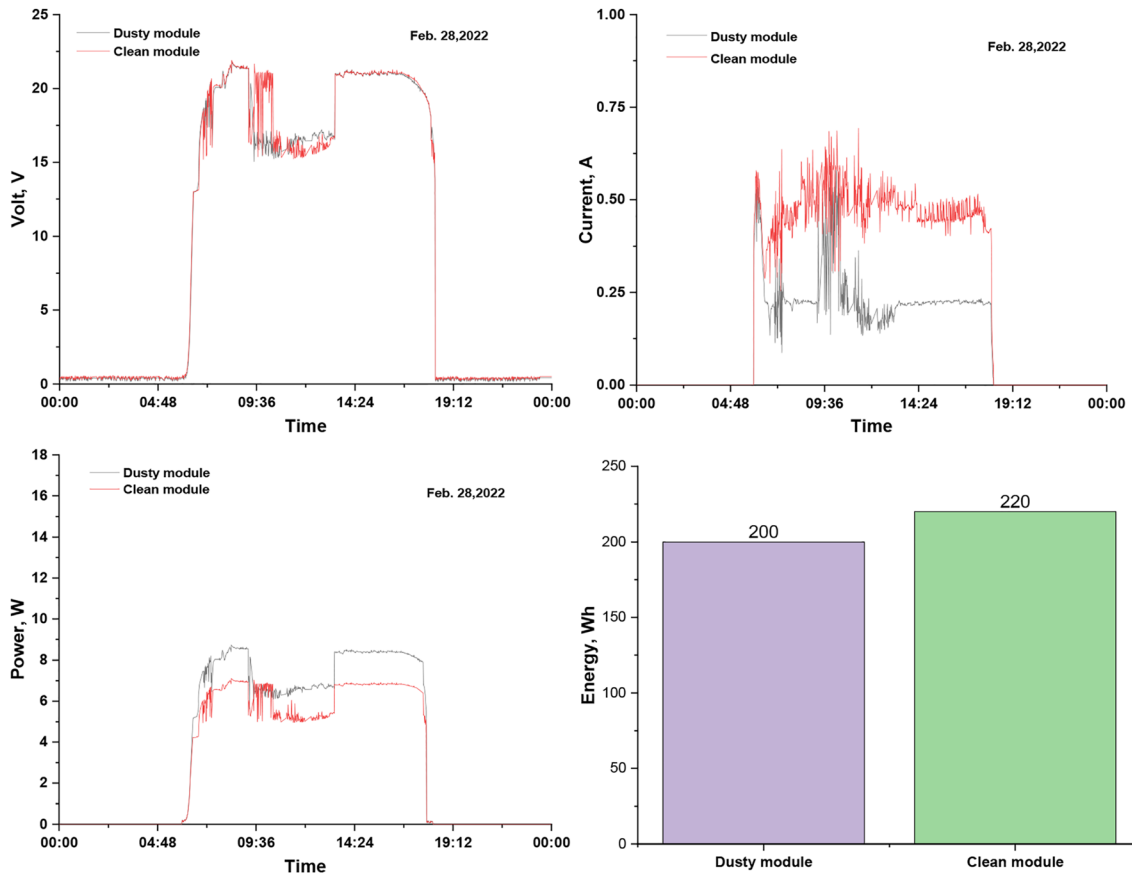 25
20
15
10
5
0
Volt, V
Dusty module
Clean module
Feb. 28,2022
00:00 04:48 09:36 14:24 19:12 00:00
Time
1.00
0.75
0.50
0.25
0.00
Current, A
Dusty module
Clean module
Feb. 28,2022
00:00 04:48 09:36 14:24 19:12 00:00
Time
18
16
14
12
10
8
6
4
2
0
Power, W
Dusty module
Clean module
Feb. 28,2022
00:00 04:48 09:36 14:24 19:12 00:00
Time
250
200
150
100
50
0
Energy, Wh
200
220
Dusty module Clean module